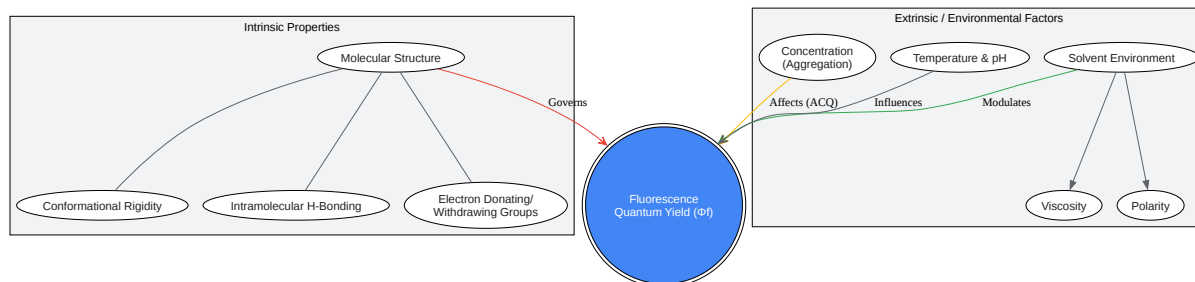 Intrinsic Properties
Molecular Structure
Conformational Rigidity
Intramolecular H-Bonding
Electron Donating/
Withdrawing Groups
Governs
Fluorescence
Quantum Yield (Φf)
Extrinsic / Environmental Factors
Concentration
(Aggregation)
Temperature & pH
Solvent Environment
Affects (ACQ)
Influences
Modulates
Viscosity
Polarity